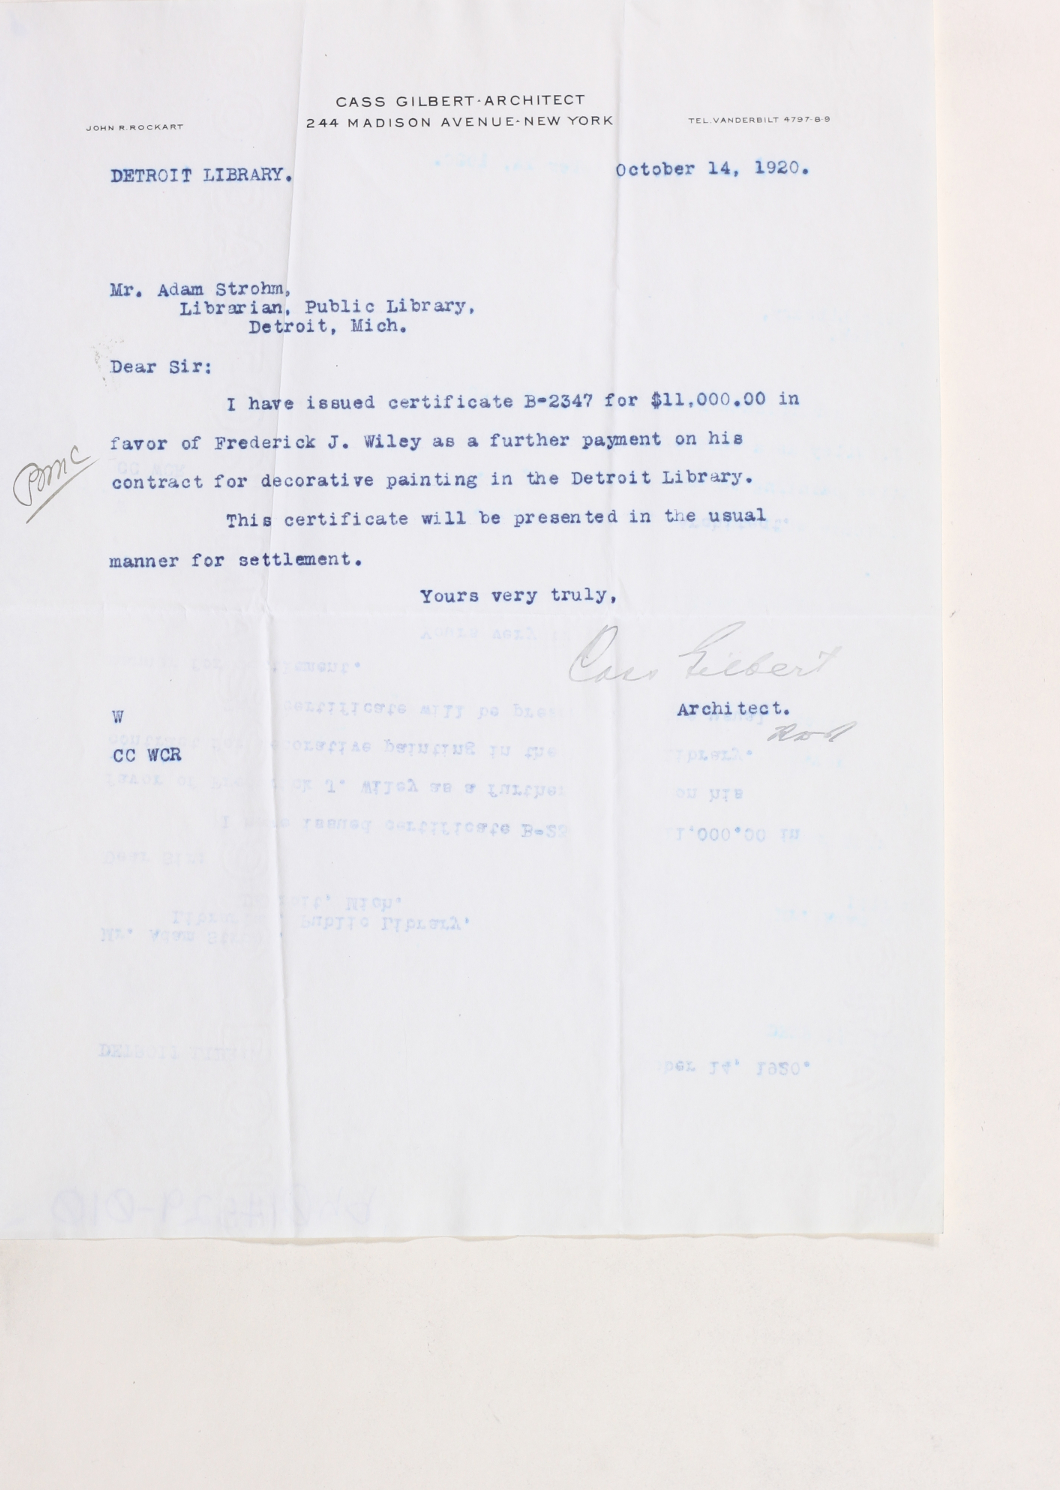 CASS GILBERT·ARCHITECT
244 MADISON AVENUE-NEW YORK
JOHN R. ROCKART
TEL. VANDERBILT 4797-8-9
DETROIT LIBRARY.
October 14, 1920.
Mr. Adam Strohm,
Librarian, Public Library,
Detroit, Mich.
Dear Sir:
I have issued certificate B-2347 for $11,000.00 in
favor of Frederick J. Wiley as a further payment on his
contract for decorative painting in the Detroit Library.
This certificate will be presented in the usual
manner for settlement.
Yours very truly,
Cass Gilbert
Architect.
W
CC WCR